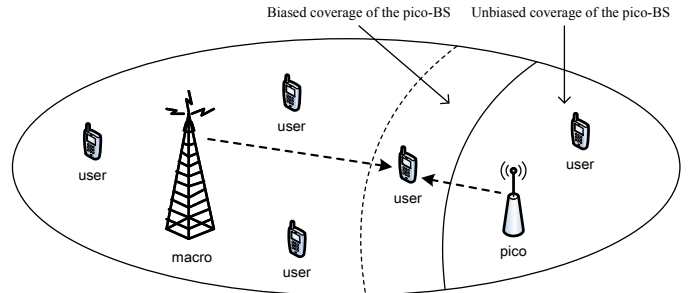 Biased coverage of the pico-BS
Unbiased coverage of the pico-BS
user
user
user
user
user
macro
pico